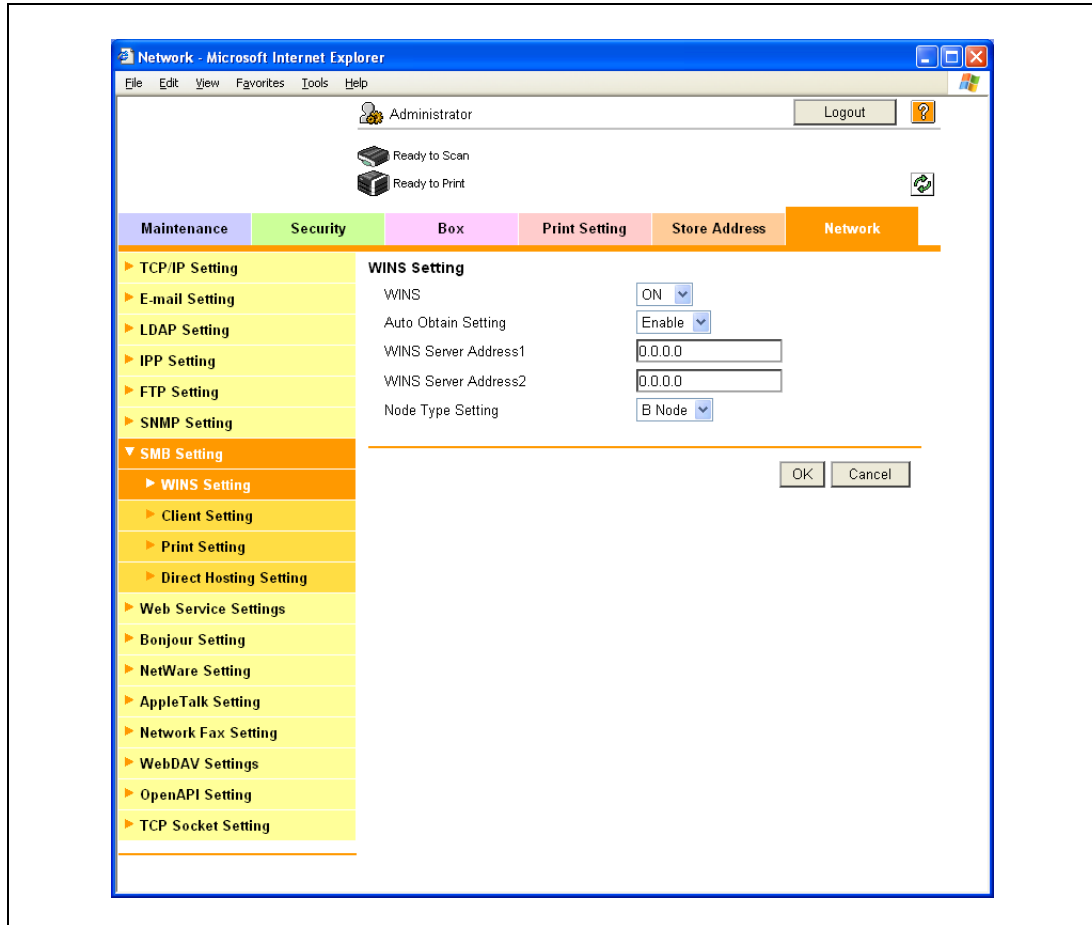 Network - Microsoft Internet Explorer
File Edit View Favorites Tools Help
Administrator Logout ?
Ready to Scan
Ready to Print
Maintenance Security Box Print Setting Store Address Network
TCP/IP Setting
E-mail Setting
LDAP Setting
IPP Setting
FTP Setting
SNMP Setting
SMB Setting
WINS Setting
Client Setting
Print Setting
Direct Hosting Setting
Web Service Settings
Bonjour Setting
NetWare Setting
AppleTalk Setting
Network Fax Setting
WebDAV Settings
OpenAPI Setting
TCP Socket Setting
WINS Setting
WINS ON
Auto Obtain Setting Enable
WINS Server Address1 0.0.0.0
WINS Server Address2 0.0.0.0
Node Type Setting B Node
OK Cancel